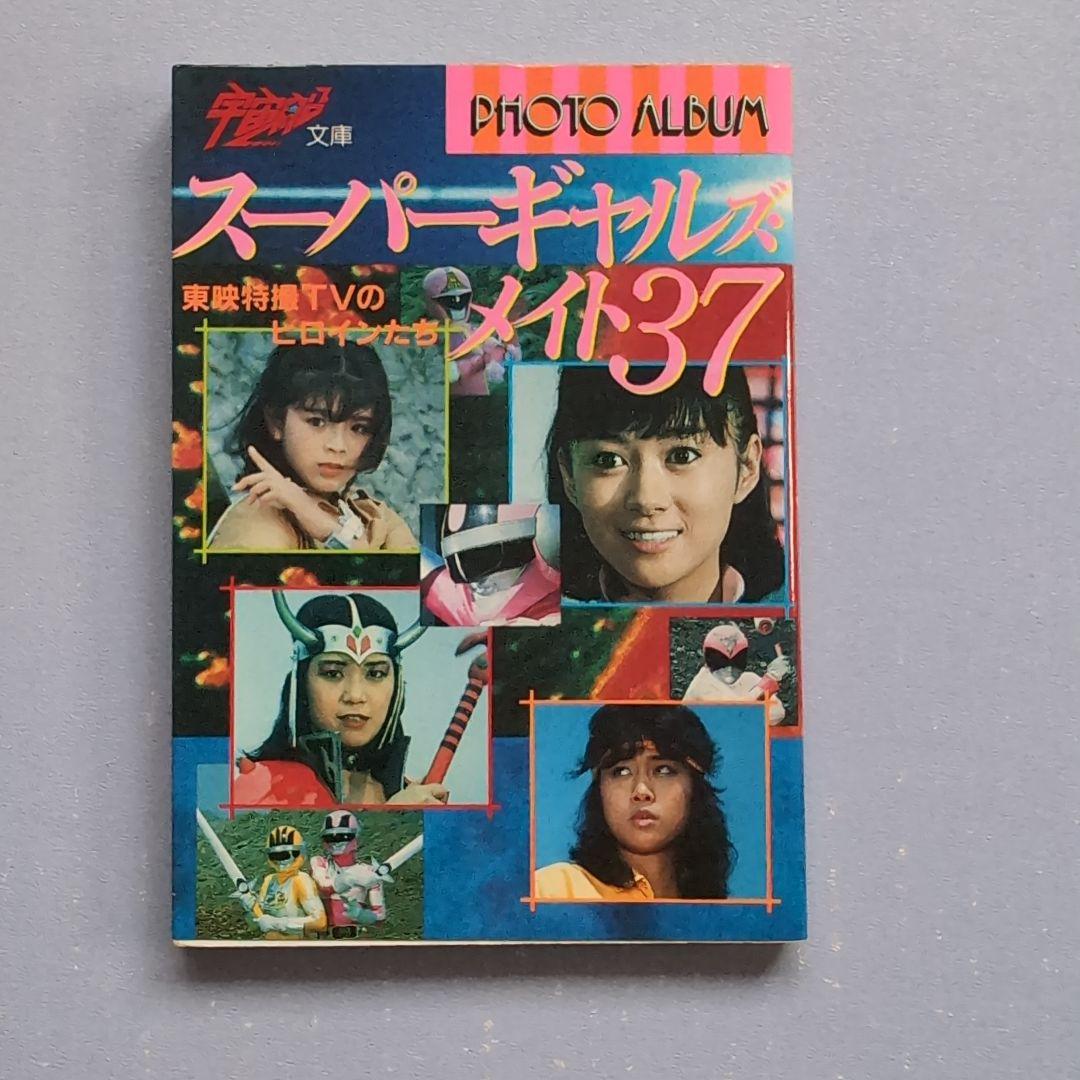 宇宙船
文庫
PHOTO ALBUM
スーパーギャルズ・
メイト37
東映特撮TVの
ヒロインたち